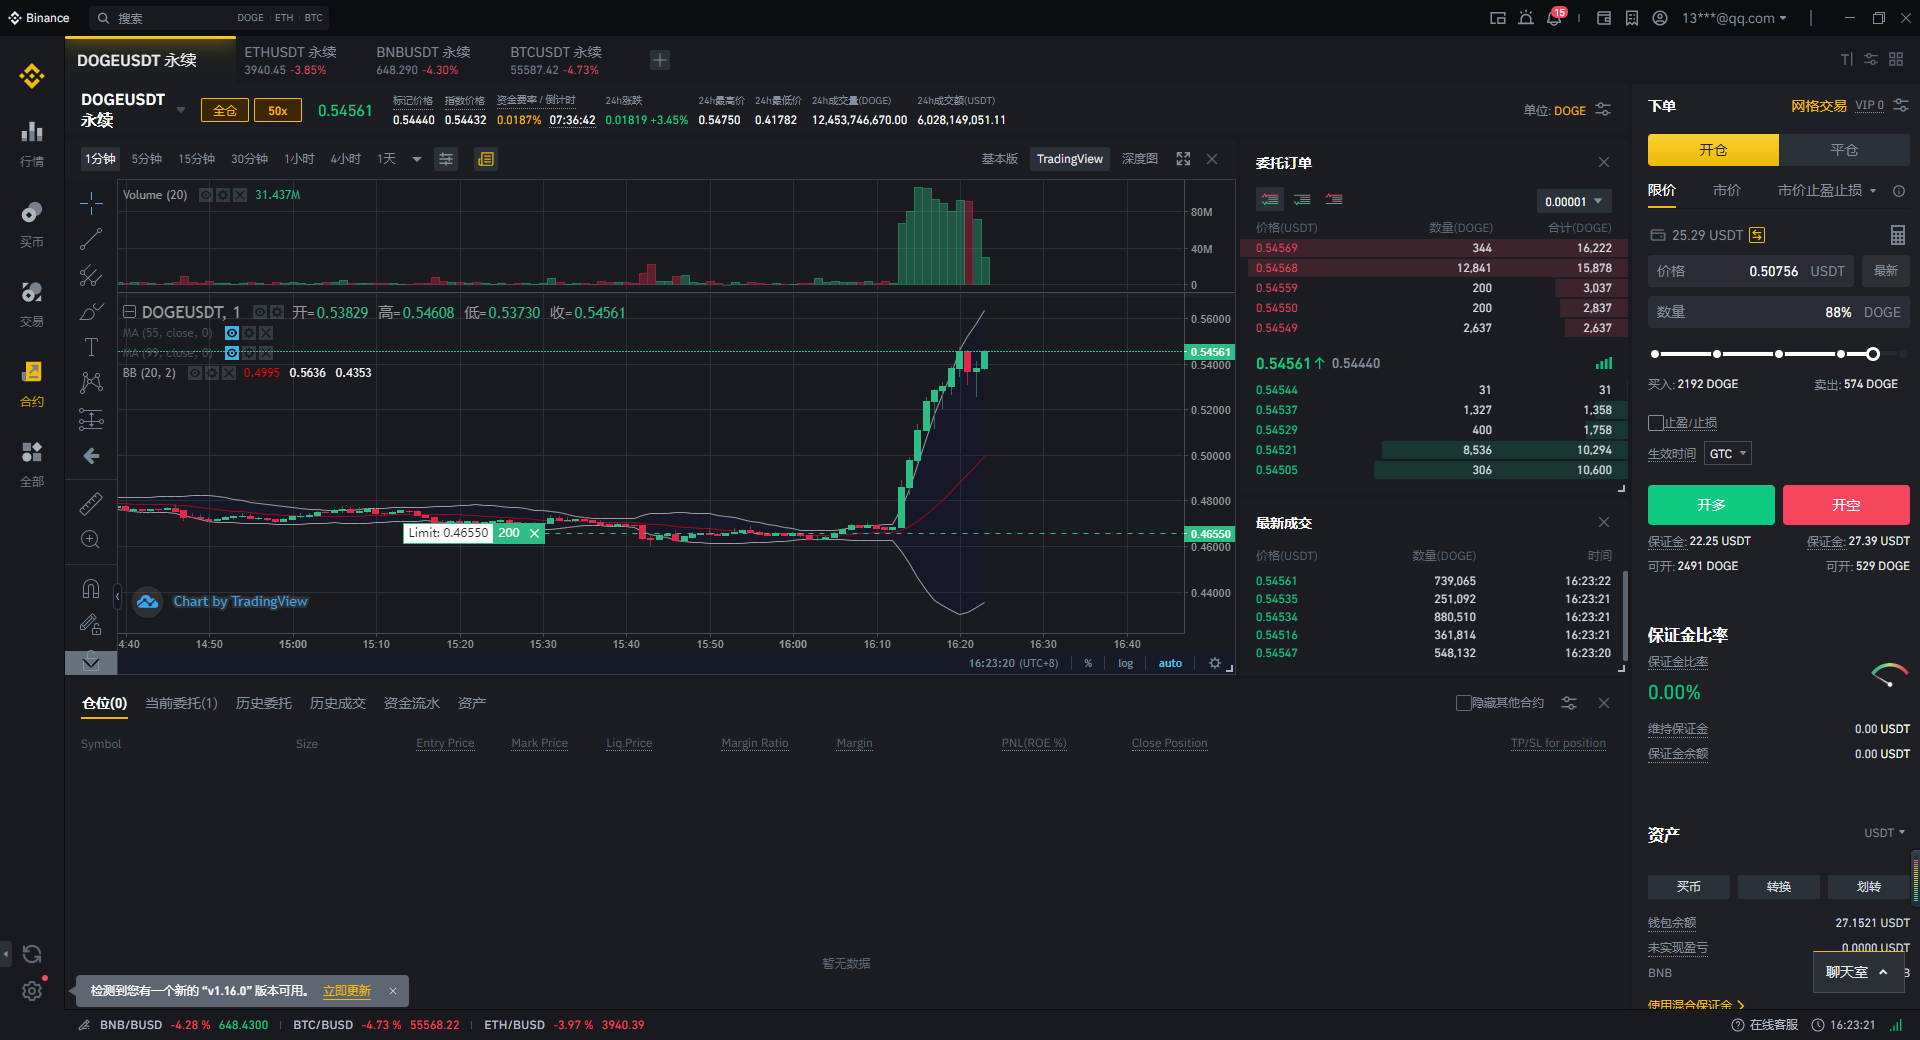 Binance
搜索 DOGE ETH BTC
15
13***@qq.com
DOGEUSDT 永续
ETHUSDT 永续
3940.45 -3.85%
BNBUSDT 永续
648.290 -4.30%
BTCUSDT 永续
55587.42 -4.73%
行情
买币
交易
合约
全部
DOGEUSDT
永续
全仓
50x
0.54561
标记价格
0.54440
指数价格
0.54432
资金费率 / 倒计时
0.0187% 07:36:42
24h涨跌
0.01819 +3.45%
24h最高价
0.54750
24h最低价
0.41782
24h成交量(DOGE)
12,453,746,670.00
24h成交额(USDT)
6,028,149,051.11
单位: DOGE
1分钟 5分钟 15分钟 30分钟 1小时 4小时 1天
基本版 TradingView 深度图
Volume (20) 31.437M
80M
40M
0
DOGEUSDT, 1 开=0.53829 高=0.54608 低=0.53730 收=0.54561
MA (55, close, 0)
MA (99, close, 0)
BB (20, 2) 0.4995 0.5636 0.4353
0.56000
0.54561
0.54000
0.52000
0.50000
0.48000
0.46550
0.46000
0.44000
Limit: 0.46550 200
Chart by TradingView
4:40 14:50 15:00 15:10 15:20 15:30 15:40 15:50 16:00 16:10 16:20 16:30 16:40
16:23:20 (UTC+8) % log auto
委托订单
0.00001
价格(USDT) 数量(DOGE) 合计(DOGE)
0.54569 344 16,222
0.54568 12,841 15,878
0.54559 200 3,037
0.54550 200 2,837
0.54549 2,637 2,637
0.54561↑ 0.54440
0.54544 31 31
0.54537 1,327 1,358
0.54529 400 1,758
0.54521 8,536 10,294
0.54505 306 10,600
最新成交
价格(USDT) 数量(DOGE) 时间
0.54561 739,065 16:23:22
0.54535 251,092 16:23:21
0.54534 880,510 16:23:21
0.54516 361,814 16:23:21
0.54547 548,132 16:23:20
下单
网格交易 VIP 0
开仓 平仓
限价 市价 市价止盈止损
25.29 USDT
价格 0.50756 USDT 最新
数量 88% DOGE
买入: 2192 DOGE 卖出: 574 DOGE
止盈/止损
生效时间 GTC
开多 开空
保证金: 22.25 USDT 保证金: 27.39 USDT
可开: 2491 DOGE 可开: 529 DOGE
保证金比率
保证金比率
0.00%
维持保证金 0.00 USDT
保证金余额 0.00 USDT
资产 USDT
买币 转换 划转
钱包余额 27.1521 USDT
未实现盈亏 0.0000 USDT
BNB
聊天室
使用混合保证金
仓位(0) 当前委托(1) 历史委托 历史成交 资金流水 资产
隐藏其他合约
Symbol Size Entry Price Mark Price Liq.Price Margin Ratio Margin PNL(ROE %) Close Position TP/SL for position
暂无数据
检测到您有一个新的 “v1.16.0” 版本可用。 立即更新
BNB/BUSD -4.28 % 648.4300 BTC/BUSD -4.73 % 55568.22 ETH/BUSD -3.97 % 3940.39
在线客服 16:23:21